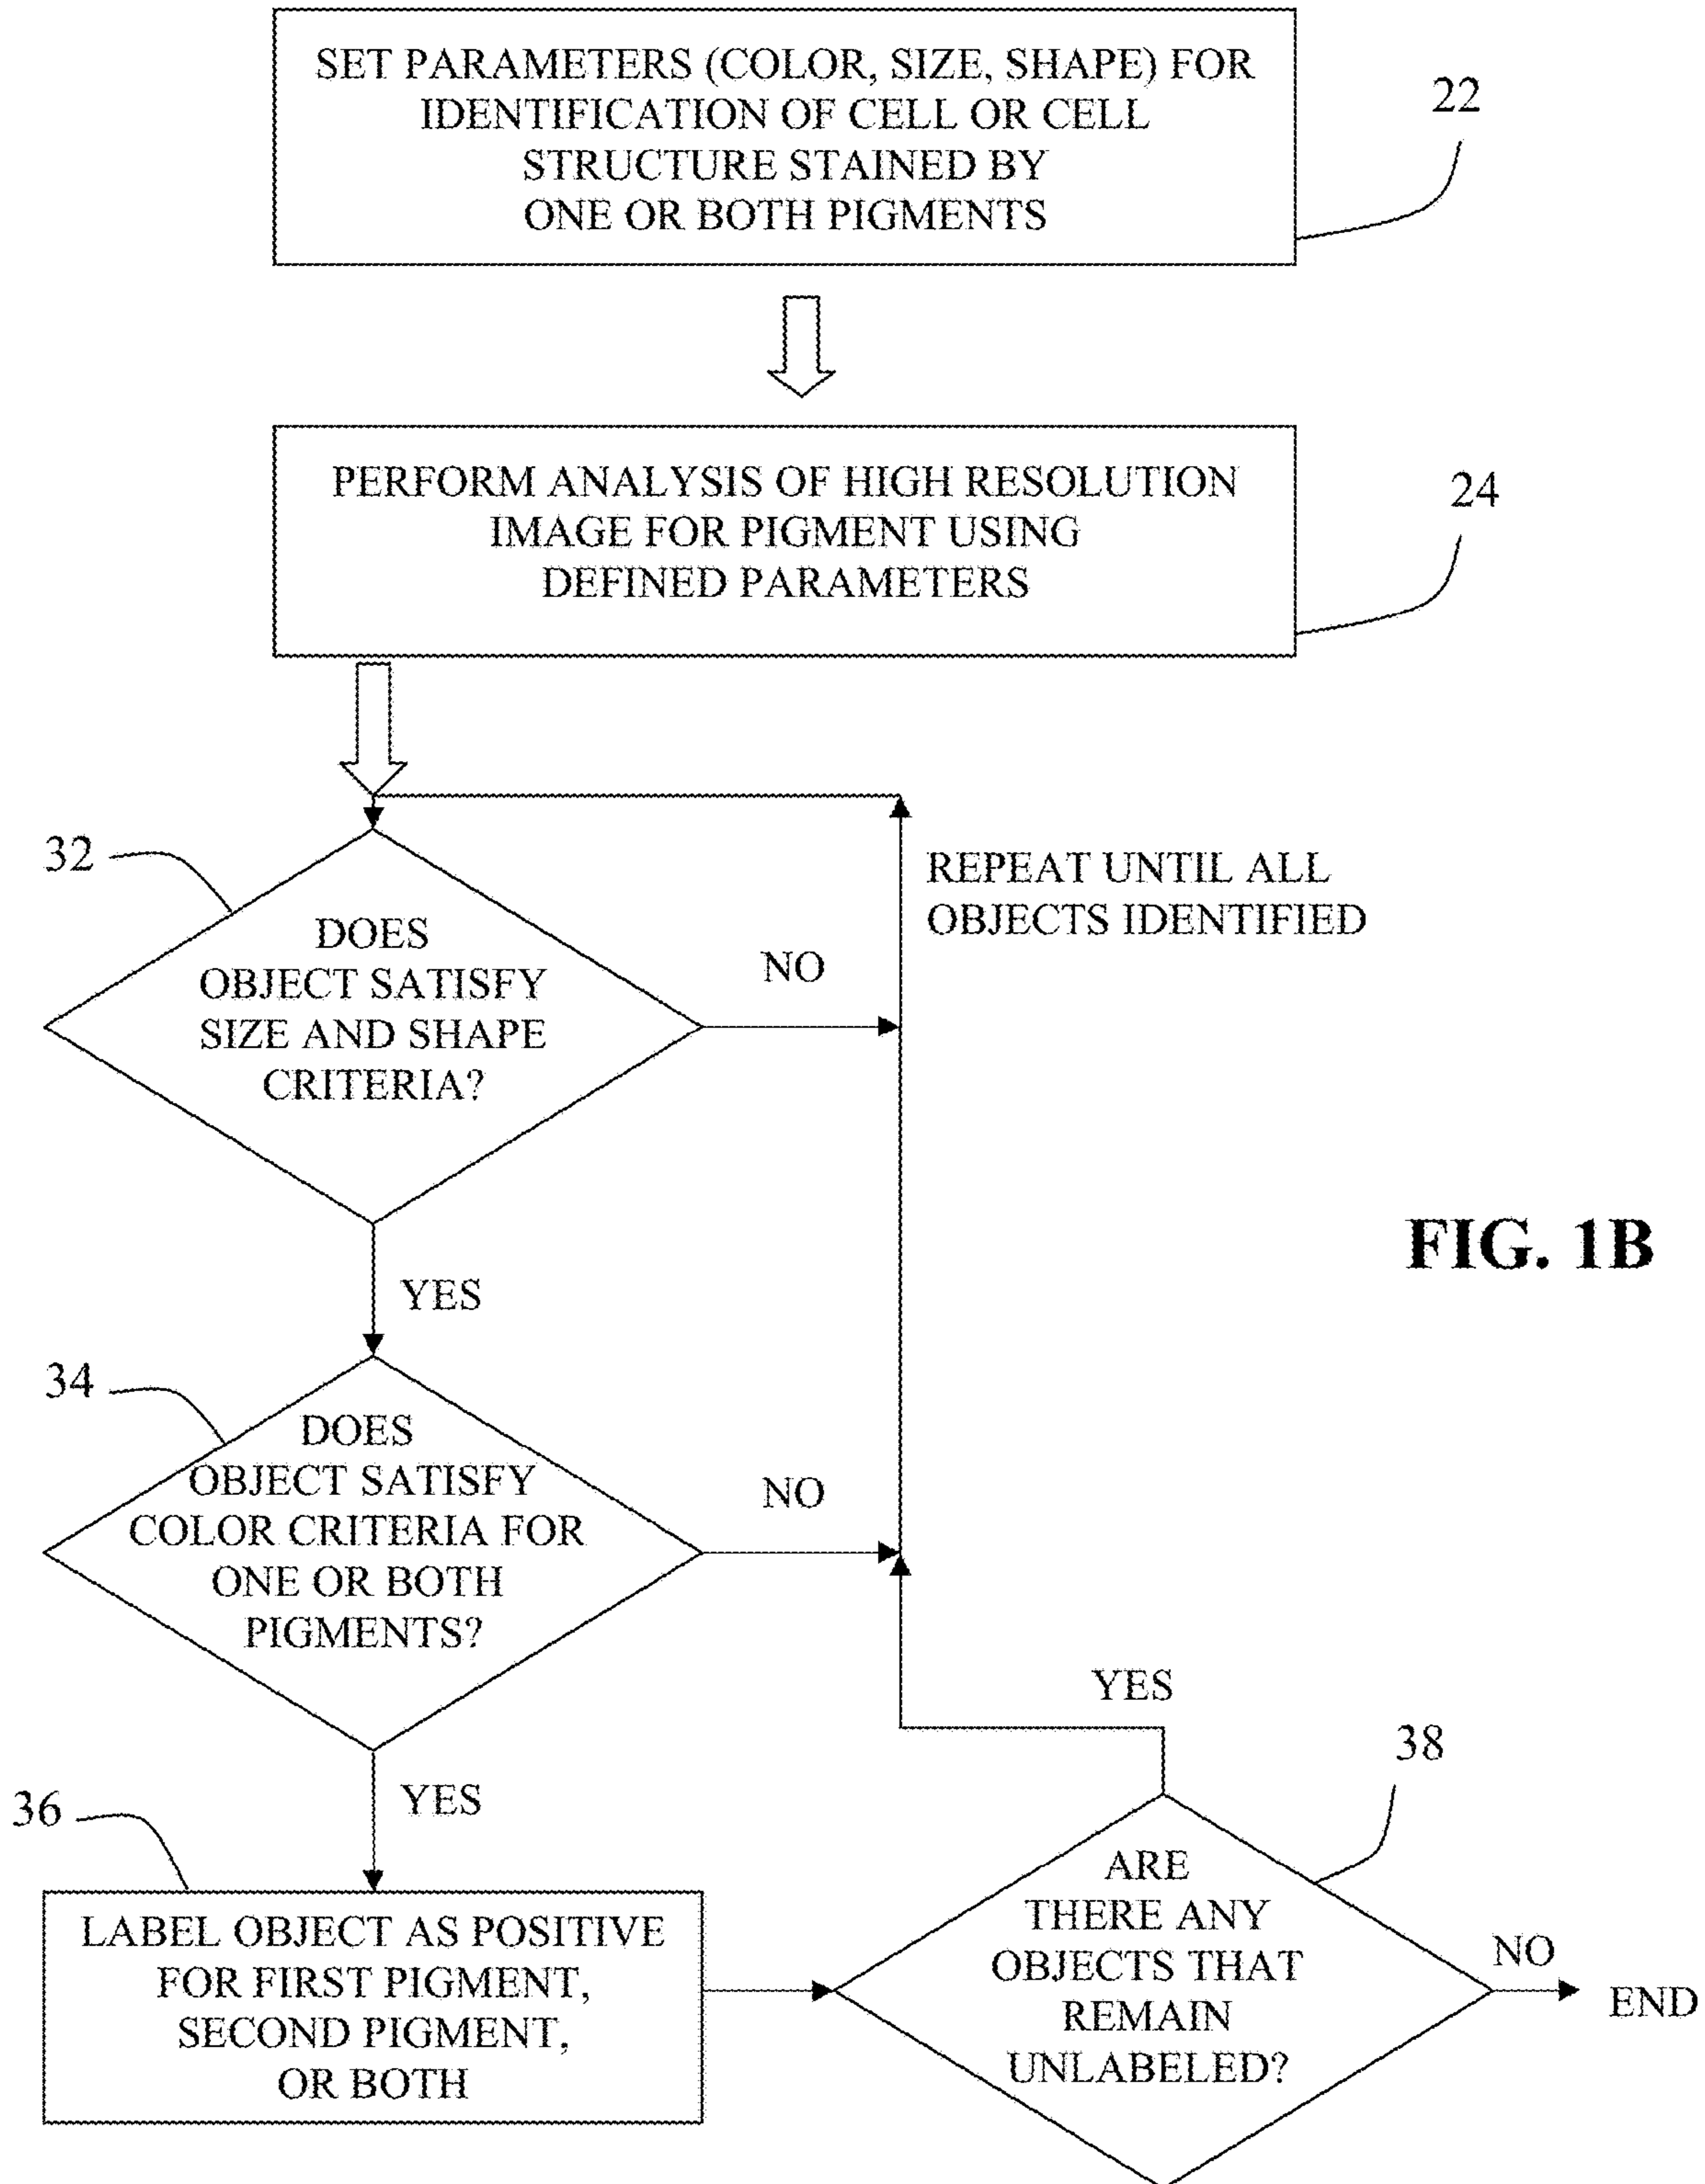 SET PARAMETERS (COLOR, SIZE, SHAPE) FOR
IDENTIFICATION OF CELL OR CELL
STRUCTURE STAINED BY
ONE OR BOTH PIGMENTS
22
PERFORM ANALYSIS OF HIGH RESOLUTION
IMAGE FOR PIGMENT USING
DEFINED PARAMETERS
24
32
DOES
OBJECT SATISFY
SIZE AND SHAPE
CRITERIA?
NO
REPEAT UNTIL ALL
OBJECTS IDENTIFIED
YES
FIG. 1B
34
DOES
OBJECT SATISFY
COLOR CRITERIA FOR
ONE OR BOTH
PIGMENTS?
NO
YES
YES
38
36
LABEL OBJECT AS POSITIVE
FOR FIRST PIGMENT,
SECOND PIGMENT,
OR BOTH
ARE
THERE ANY
OBJECTS THAT
REMAIN
UNLABELED?
NO
END